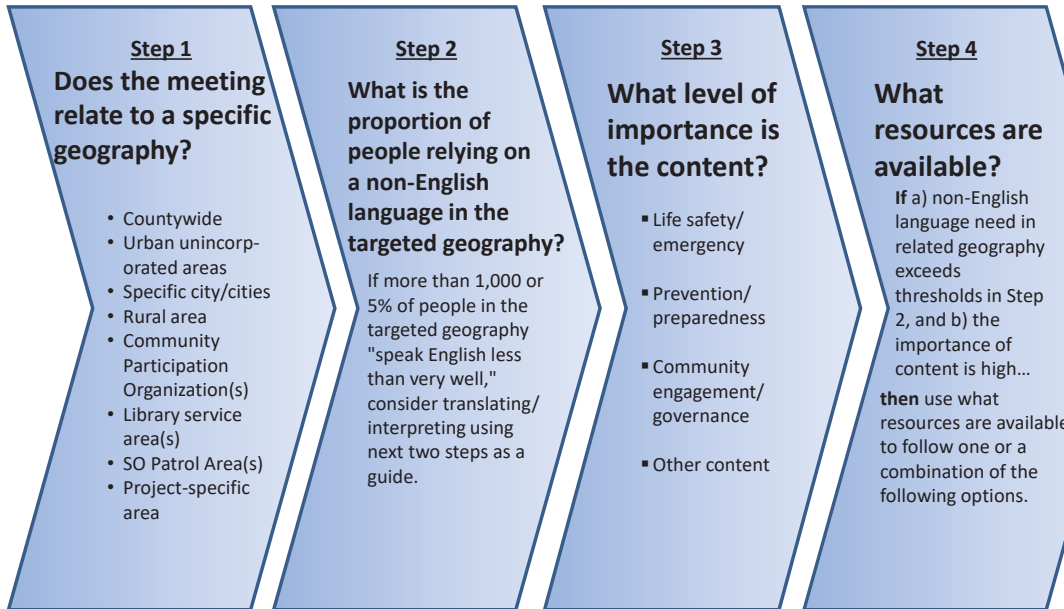 Step 1
Does the meeting
relate to a specific
geography?
• Countywide
• Urban unincorp-
orated areas
• Specific city/cities
• Rural area
• Community
Participation
Organization(s)
• Library service
area(s)
• SO Patrol Area(s)
• Project-specific
area
Step 2
What is the
proportion of
people relying on
a non-English
language in the
targeted geography?
If more than 1,000 or
5% of people in the
targeted geography
"speak English less
than very well,"
consider translating/
interpreting using
next two steps as a
guide.
Step 3
What level of
importance is
the content?
▪ Life safety/
emergency
▪ Prevention/
preparedness
▪ Community
engagement/
governance
▪ Other content
Step 4
What
resources are
available?
If a) non-English
language need in
related geography
exceeds
thresholds in Step
2, and b) the
importance of
content is high…
then use what
resources are available
to follow one or a
combination of the
following options.